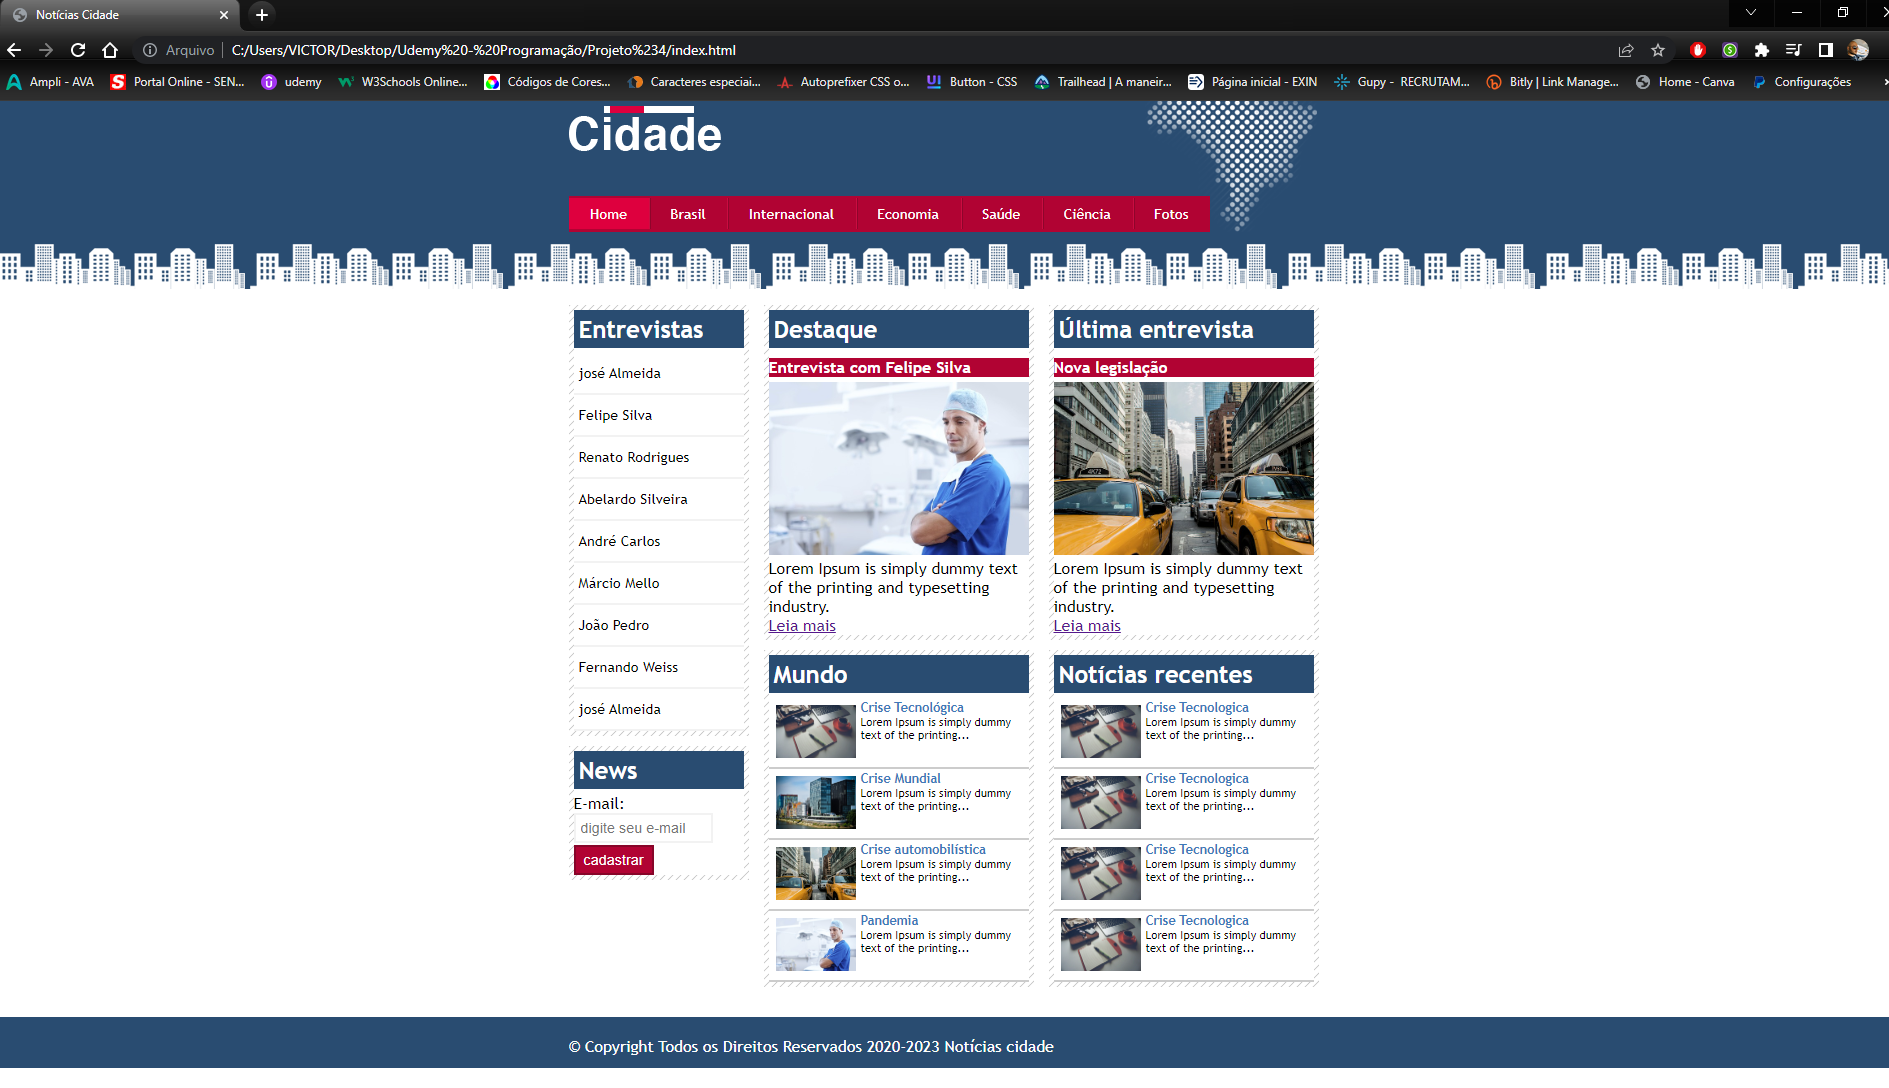 Notícias Cidade
Arquivo | C:/Users/VICTOR/Desktop/Udemy%20-%20Programação/Projeto%234/index.html
Ampli - AVA
Portal Online - SEN...
udemy
W3Schools Online...
Códigos de Cores...
Caracteres especiai...
Autoprefixer CSS o...
Button - CSS
Trailhead | A maneir...
Página inicial - EXIN
Gupy - RECRUTAM...
Bitly | Link Manage...
Home - Canva
Configurações
Cidade
Home
Brasil
Internacional
Economia
Saúde
Ciência
Fotos
Entrevistas
josé Almeida
Felipe Silva
Renato Rodrigues
Abelardo Silveira
André Carlos
Márcio Mello
João Pedro
Fernando Weiss
josé Almeida
News
E-mail:
digite seu e-mail
cadastrar
Destaque
Entrevista com Felipe Silva
Lorem Ipsum is simply dummy text
of the printing and typesetting
industry.
Leia mais
Última entrevista
Nova legislação
Lorem Ipsum is simply dummy text
of the printing and typesetting
industry.
Leia mais
Mundo
Crise Tecnológica
Lorem Ipsum is simply dummy
text of the printing...
Crise Mundial
Lorem Ipsum is simply dummy
text of the printing...
Crise automobilística
Lorem Ipsum is simply dummy
text of the printing...
Pandemia
Lorem Ipsum is simply dummy
text of the printing...
Notícias recentes
Crise Tecnologica
Lorem Ipsum is simply dummy
text of the printing...
Crise Tecnologica
Lorem Ipsum is simply dummy
text of the printing...
Crise Tecnologica
Lorem Ipsum is simply dummy
text of the printing...
Crise Tecnologica
Lorem Ipsum is simply dummy
text of the printing...
© Copyright Todos os Direitos Reservados 2020-2023 Notícias cidade